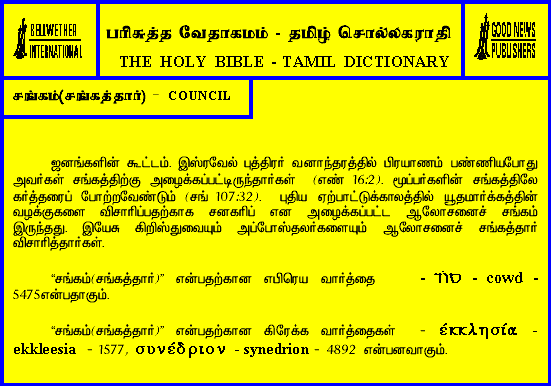 BELLWETHER
INTERNATIONAL
பரிசுத்த வேதாகமம் - தமிழ் சொல்லகராதி
THE HOLY BIBLE - TAMIL DICTIONARY
GOOD NEWS
PUBLISHERS
சங்கம்(சங்கத்தார்) - COUNCIL
ஜனங்களின் கூட்டம். இஸ்ரவேல் புத்திரர் வனாந்தரத்தில் பிரயாணம் பண்ணியபோது
அவர்கள் சங்கத்திற்கு அழைக்கப்பட்டிருந்தார்கள் (எண் 16:2). மூப்பர்களின் சங்கத்திலே
கர்த்தரைப் போற்றவேண்டும் (சங் 107:32). புதிய ஏற்பாட்டுக்காலத்தில் யூதமார்க்கத்தின்
வழக்குகளை விசாரிப்பதற்காக சனகரிப் என அழைக்கப்பட்ட ஆலோசனைச் சங்கம்
இருந்தது. இயேசு கிறிஸ்துவையும் அப்போஸ்தலர்களையும் ஆலோசனைச் சங்கத்தார்
விசாரித்தார்கள்.
“சங்கம்(சங்கத்தார்)” என்பதற்கான எபிரெய வார்த்தை - סוֹד - cowd -
5475என்பதாகும்.
“சங்கம்(சங்கத்தார்)” என்பதற்கான கிரேக்க வார்த்தைகள் - έκκλησία -
ekkleesia - 1577, συνέδριον - synedrion - 4892 என்பனவாகும்.